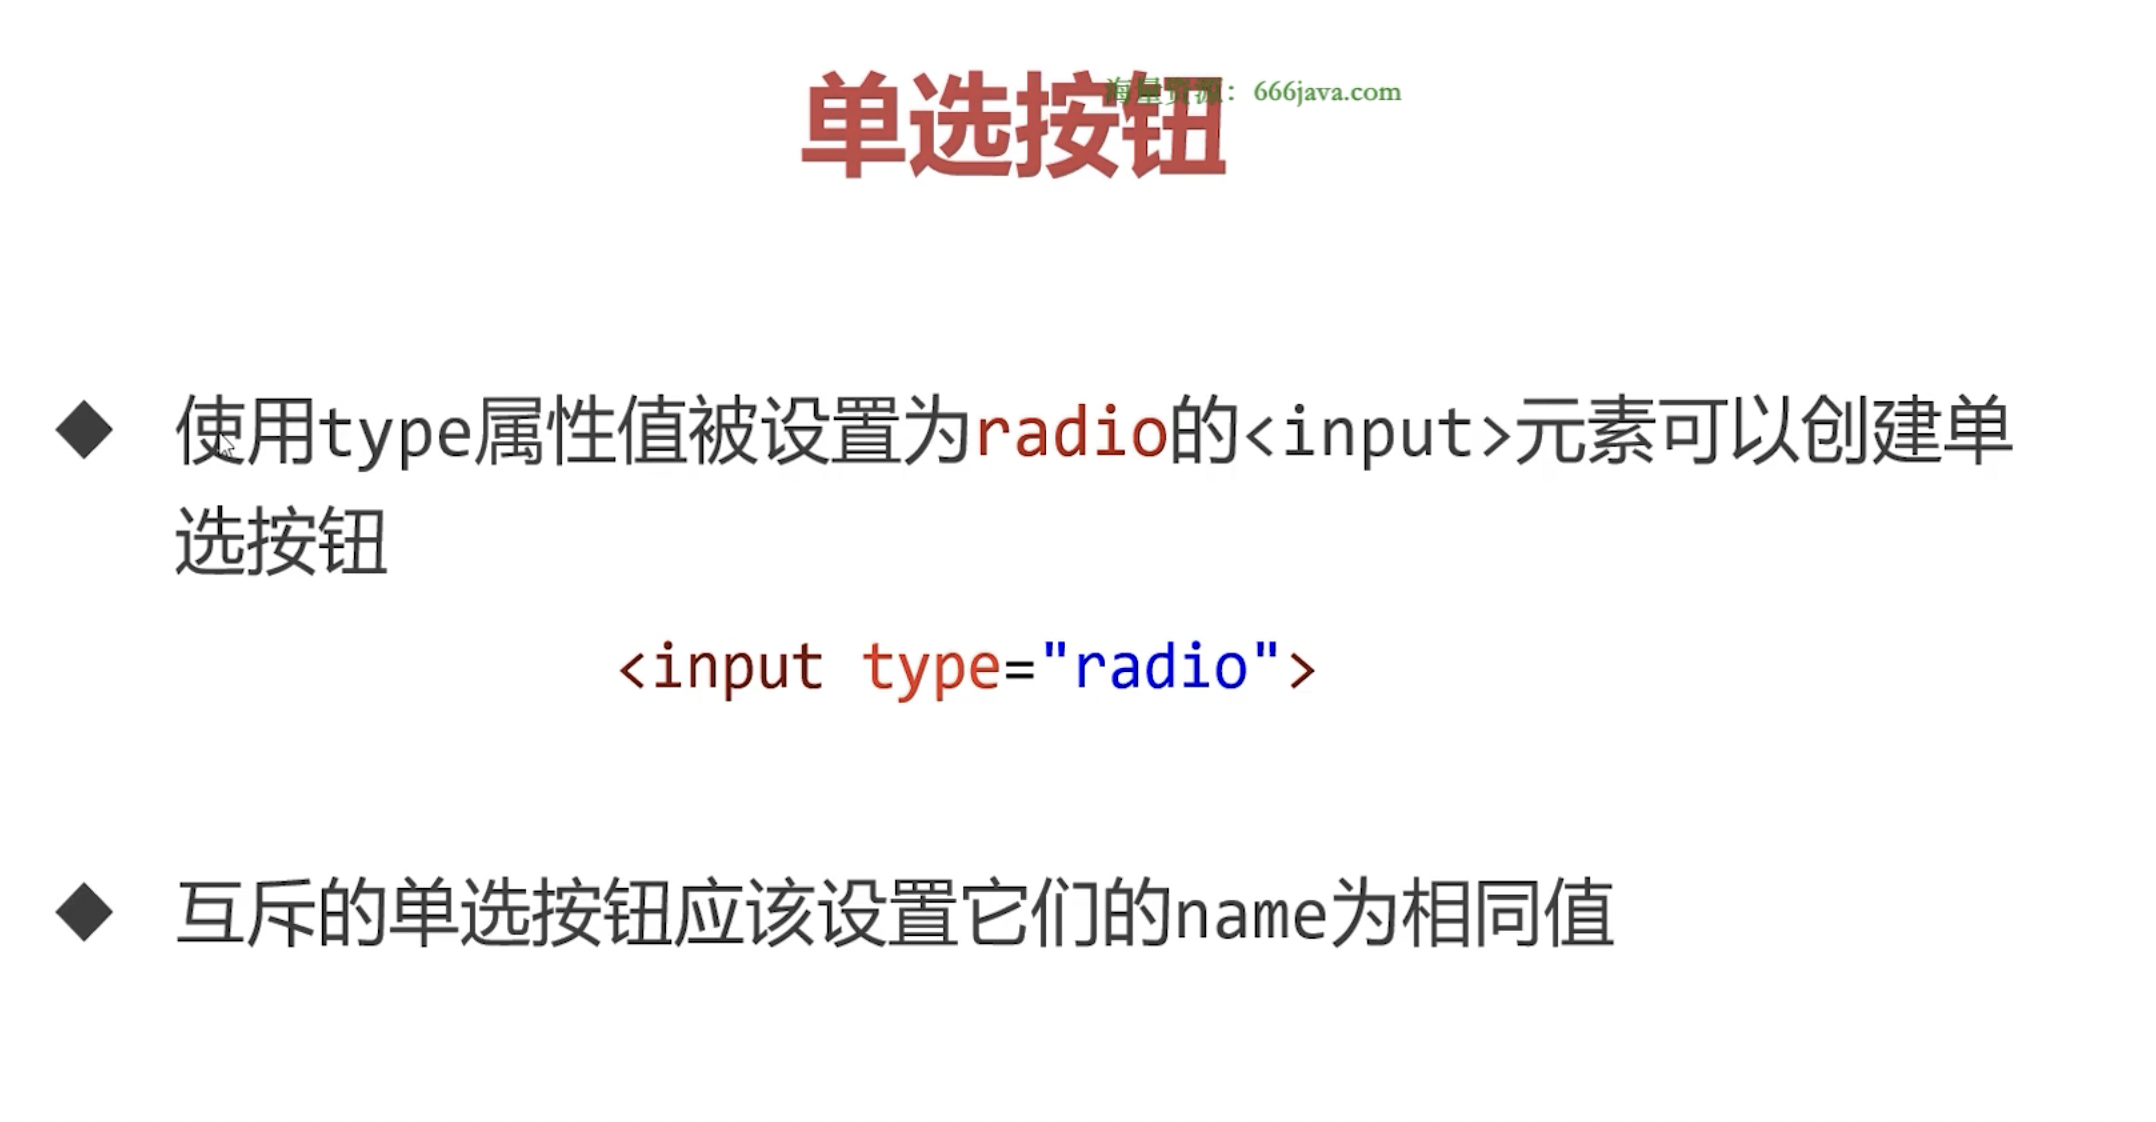 单选按钮
海量资源：666java.com
使用type属性值被设置为radio的<input>元素可以创建单
选按钮
<input type="radio">
互斥的单选按钮应该设置它们的name为相同值